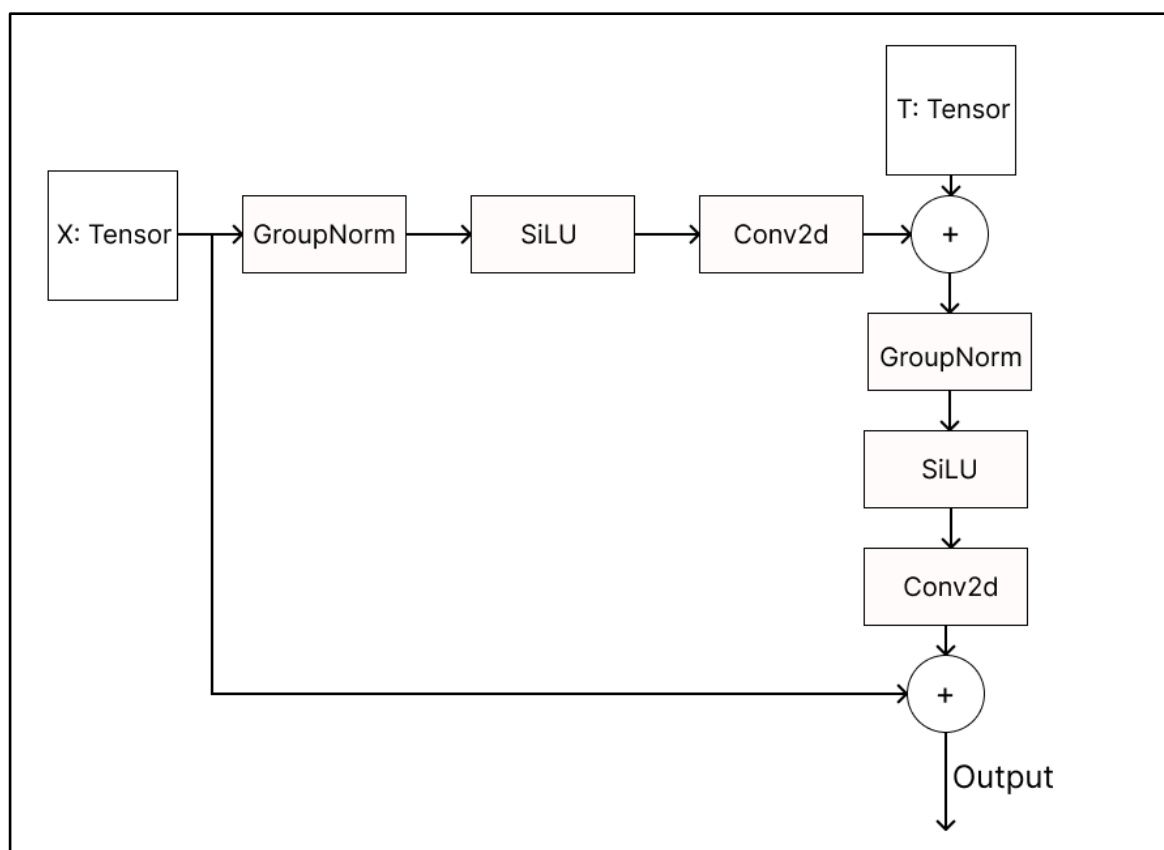 T: Tensor
X: Tensor
GroupNorm
SiLU
Conv2d
+
GroupNorm
SiLU
Conv2d
+
Output